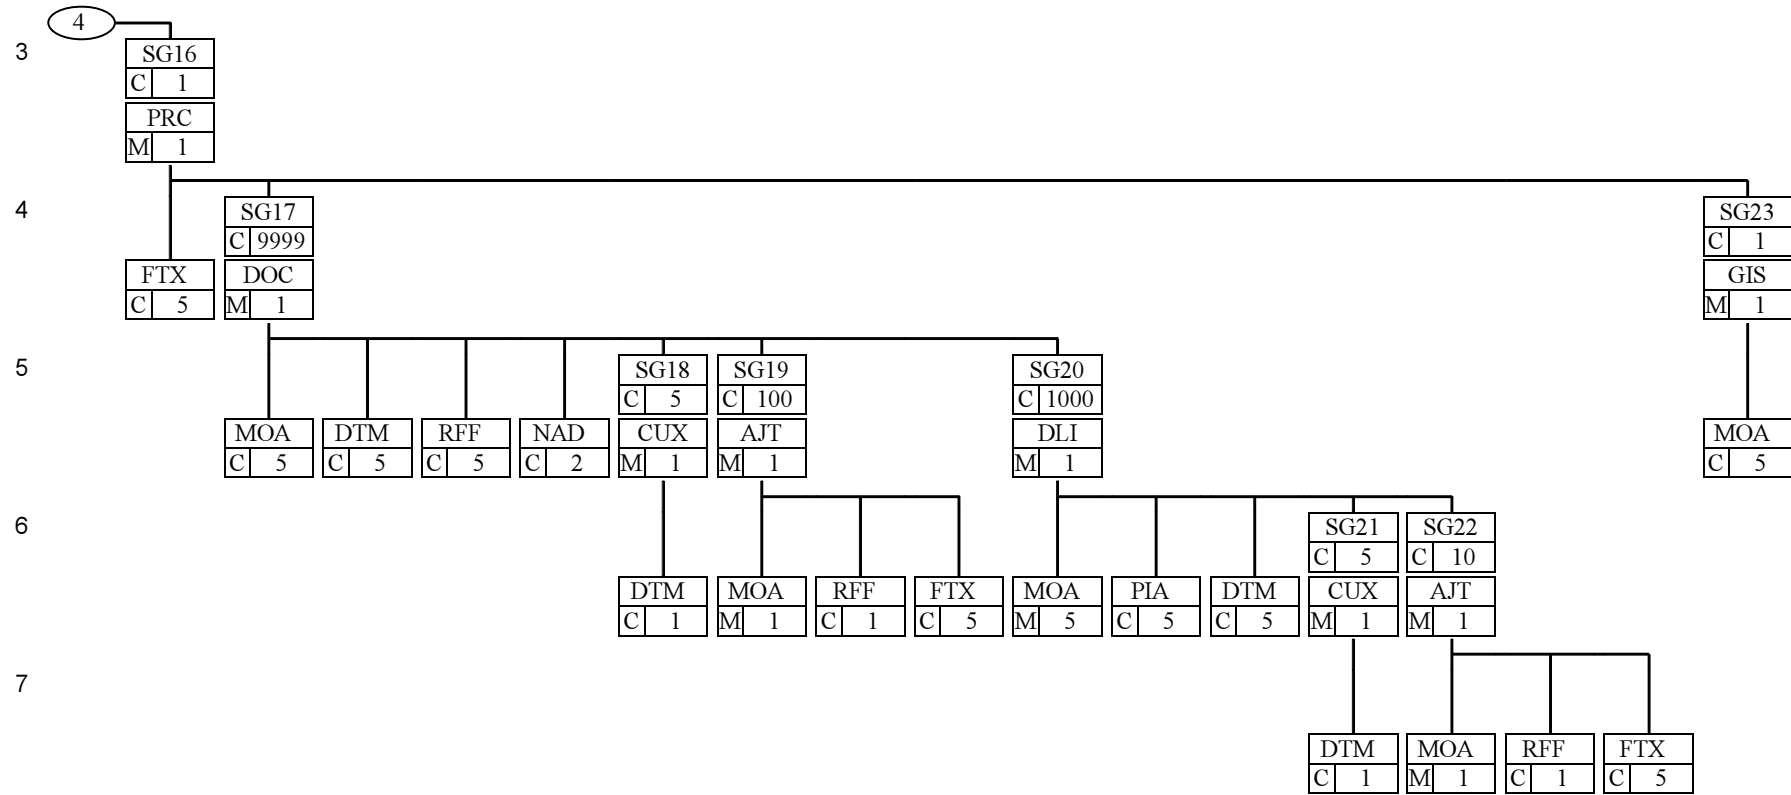 4
3 SG16
C 1
PRC
M 1
4 SG17 SG23
C 9999 C 1
FTX DOC GIS
C 5 M 1 M 1
5 SG18 SG19 SG20
C 5 C 100 C 1000
MOA DTM RFF NAD CUX AJT DLI MOA
C 5 C 5 C 5 C 2 M 1 M 1 M 1 C 5
6 SG21 SG22
C 5 C 10
DTM MOA RFF FTX MOA PIA DTM CUX AJT
C 1 M 1 C 1 C 5 M 5 C 5 C 5 M 1 M 1
7
DTM MOA RFF FTX
C 1 M 1 C 1 C 5